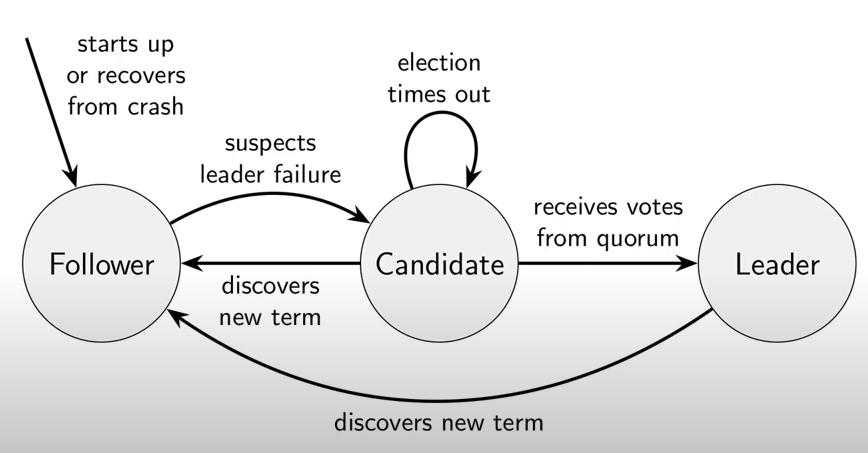 starts up
or recovers
from crash
election
times out
suspects
leader failure
receives votes
from quorum
Follower
Candidate
Leader
discovers
new term
discovers new term